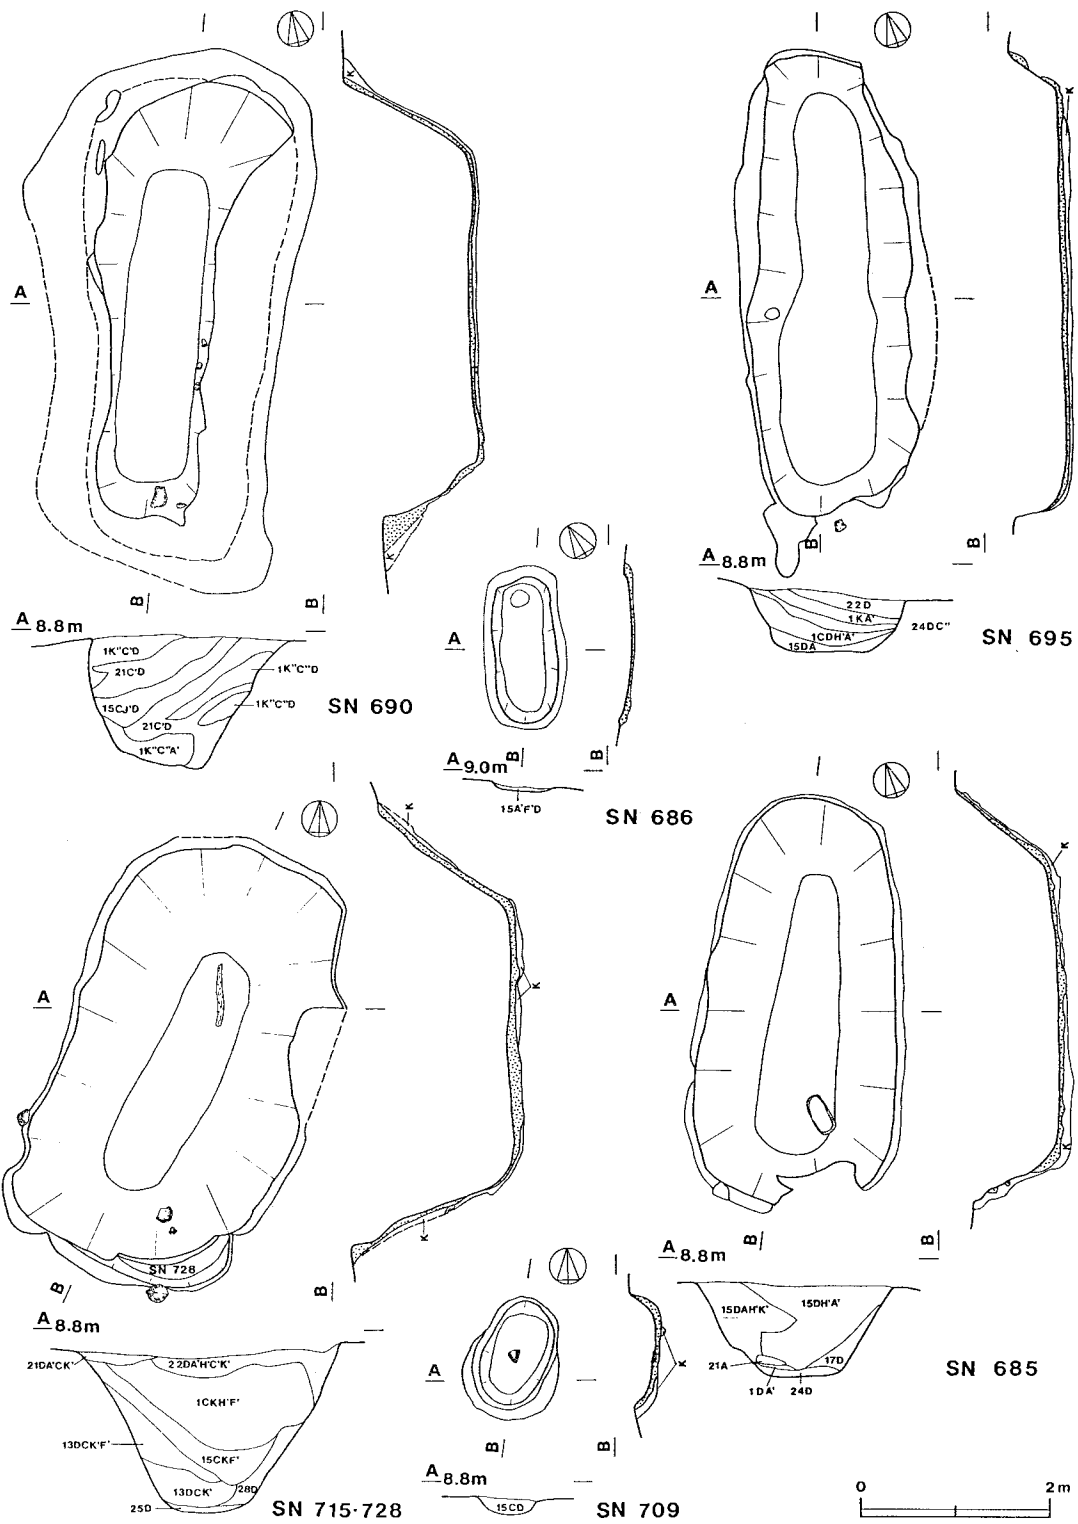 K
A
B
B
A 8.8m
1K"C'D
21C'D
15CJ'D
21C'D
1K"C"A'
1K"C"D
1K"C"D
SN 690
K
K
A
B
B
A 8.8m
22D
1KA'
1CDH'A'
15DA
24DC"
SN 695
A
B
B
A 9.0m
15A'F'D
SN 686
K
A
K
K
SN 728
B
B
A 8.8m
21DA'CK'
22DA'H'C'K'
1CKH'F'
13DCK'F'
15CKF'
13DCK'
28D
25D
SN 715·728
A
K
B
B
A 8.8m
15CD
SN 709
K
A
K
B
B
A 8.8m
15DAH'K'
15DH'A'
21A
17D
1DA'
24D
SN 685
0 2m